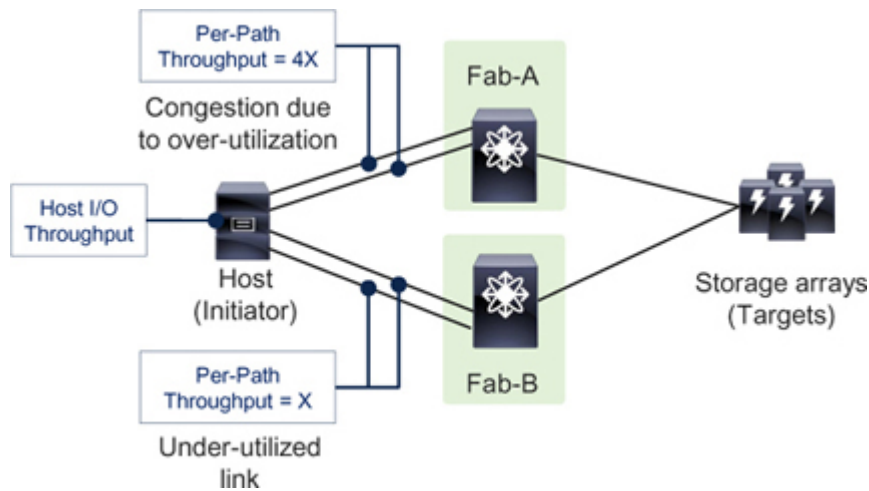 Per-Path
Throughput = 4X
Congestion due
to over-utilization
Fab-A
Host I/O
Throughput
Host
(Initiator)
Storage arrays
(Targets)
Per-Path
Throughput = X
Under-utilized
link
Fab-B